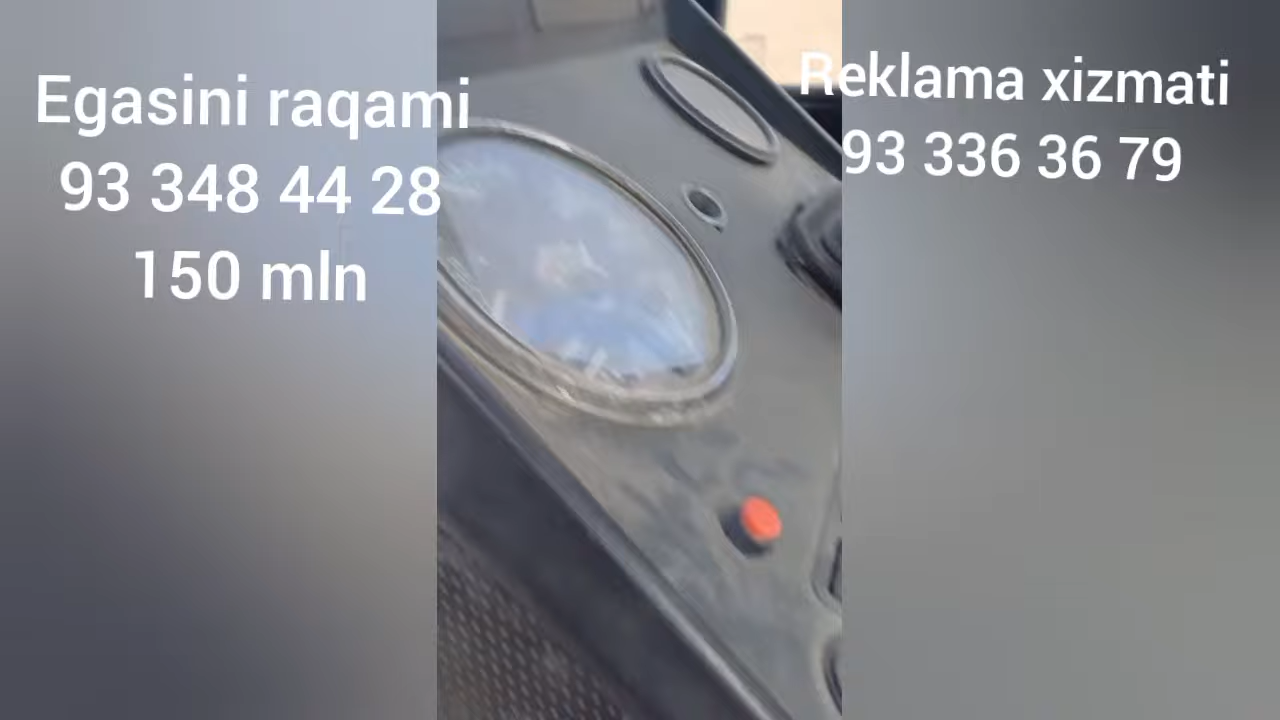 Egasini raqami
93 348 44 28
150 mln
Reklama xizmati
93 336 36 79